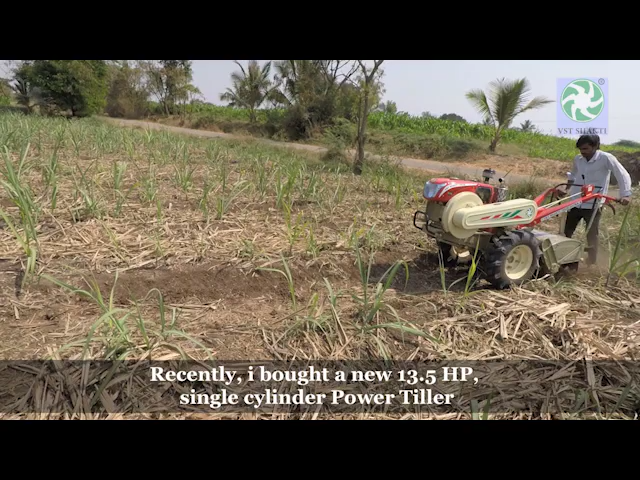 VST SHAKTI
Recently, i bought a new 13.5 HP,
single cylinder Power Tiller